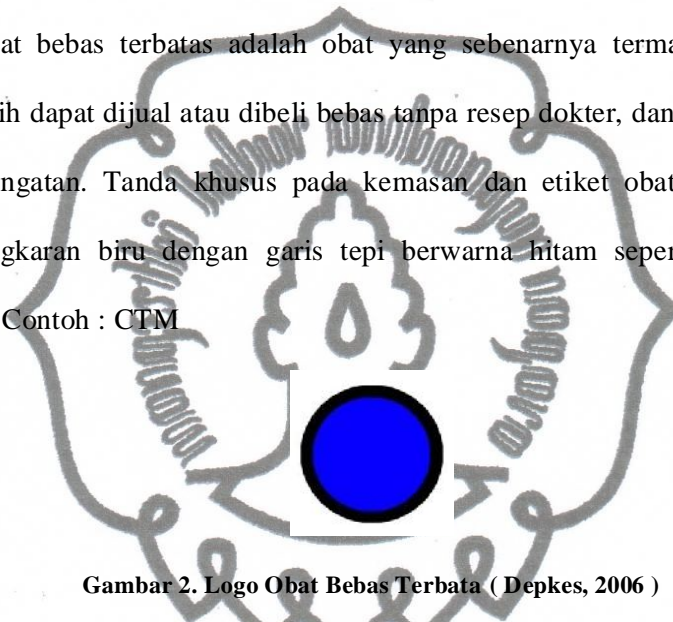 at bebas terbatas adalah obat yang sebenarnya terma
ih dapat dijual atau dibeli bebas tanpa resep dokter, dan
ngatan. Tanda khusus pada kemasan dan etiket obat
gkaran biru dengan garis tepi berwarna hitam seper
Contoh : CTM
Gambar 2. Logo Obat Bebas Terbata ( Depkes, 2006 )